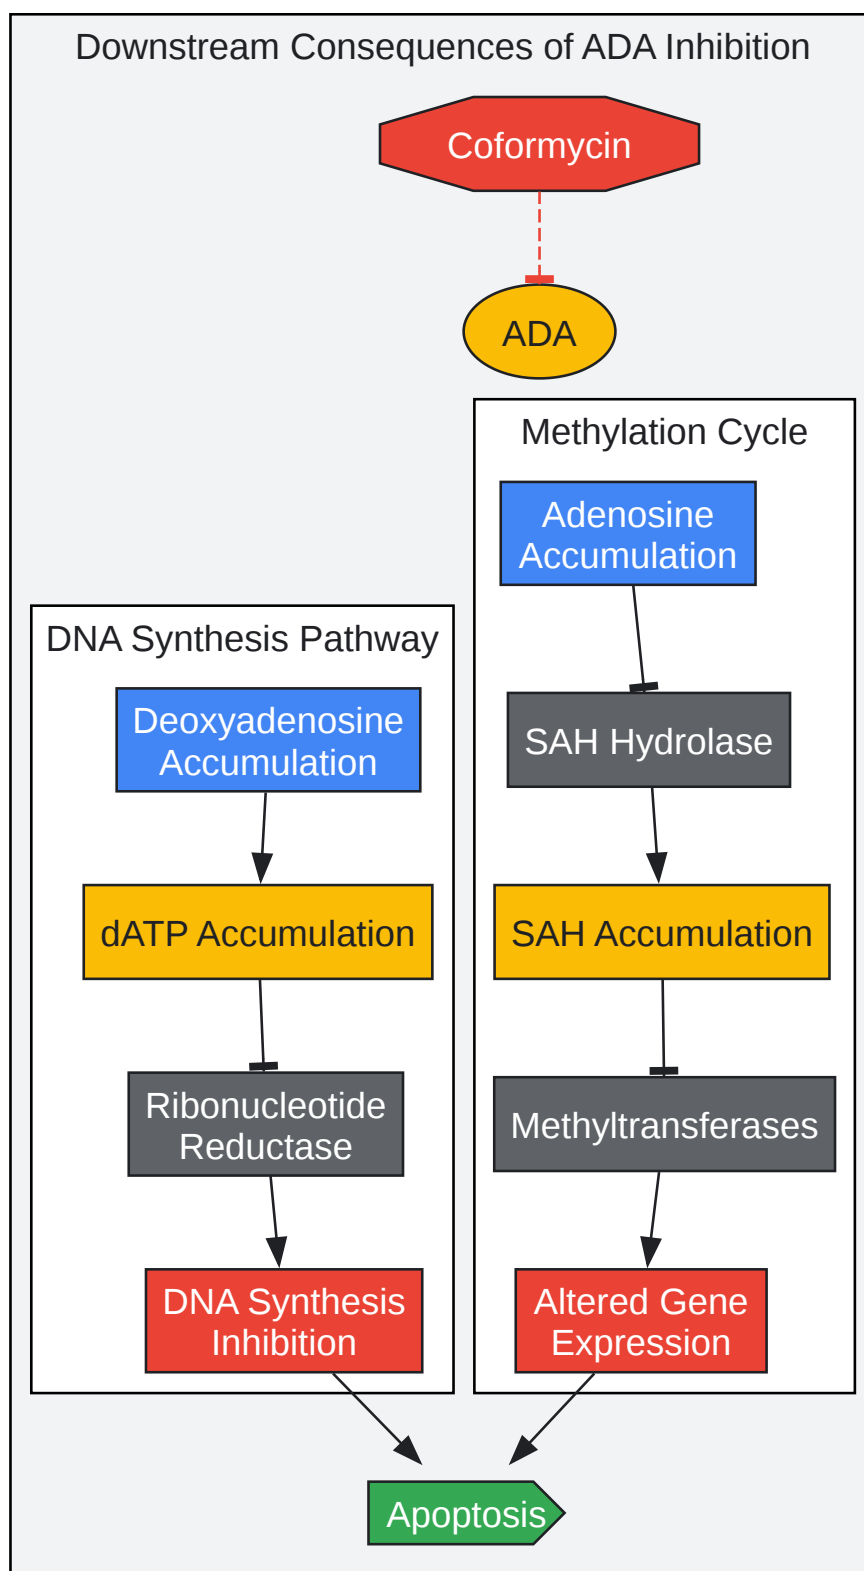 Downstream Consequences of ADA Inhibition
Coformycin
ADA
Methylation Cycle
Adenosine
Accumulation
SAH Hydrolase
SAH Accumulation
Methyltransferases
Altered Gene
Expression
DNA Synthesis Pathway
Deoxyadenosine
Accumulation
dATP Accumulation
Ribonucleotide
Reductase
DNA Synthesis
Inhibition
Apoptosis